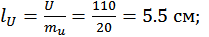 l_U = U/m_u = 110/20 = 5.5 см;